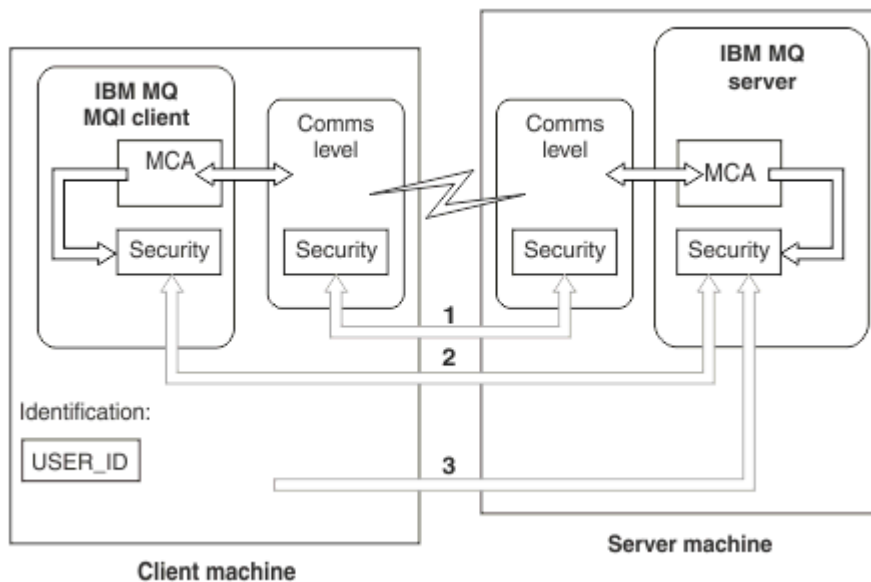 IBM MQ
MQI client
MCA
Security
Comms
level
Security
Comms
level
Security
IBM MQ
server
MCA
Security
1
2
3
Identification:
USER_ID
Client machine
Server machine